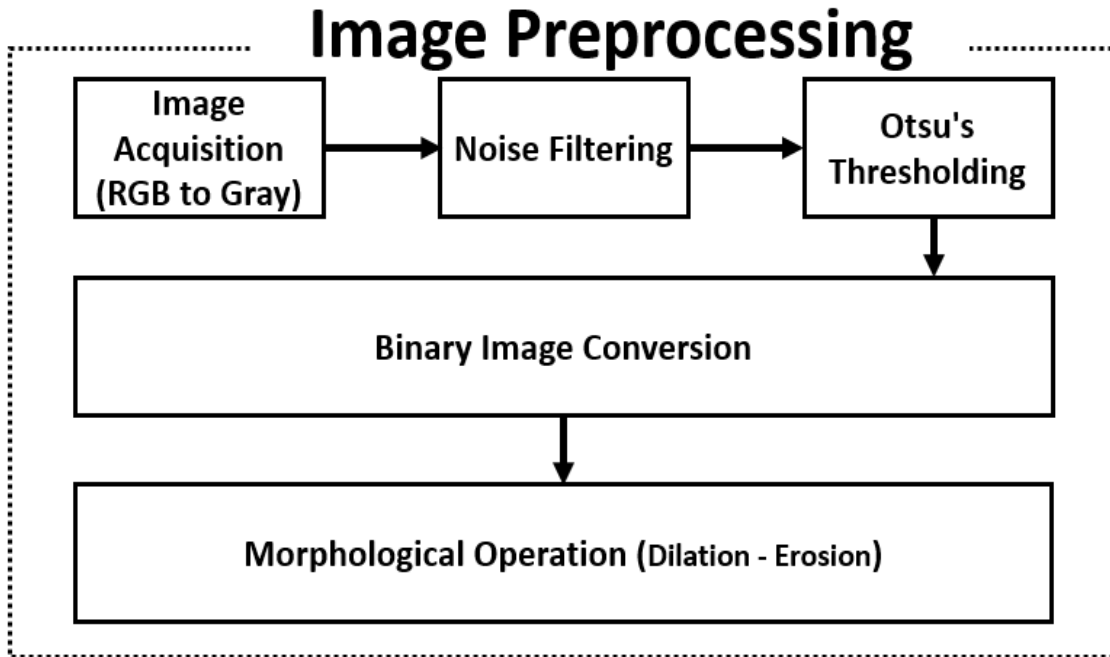 Image Preprocessing
Image
Acquisition
(RGB to Gray)
Noise Filtering
Otsu's
Thresholding
Binary Image Conversion
Morphological Operation (Dilation - Erosion)